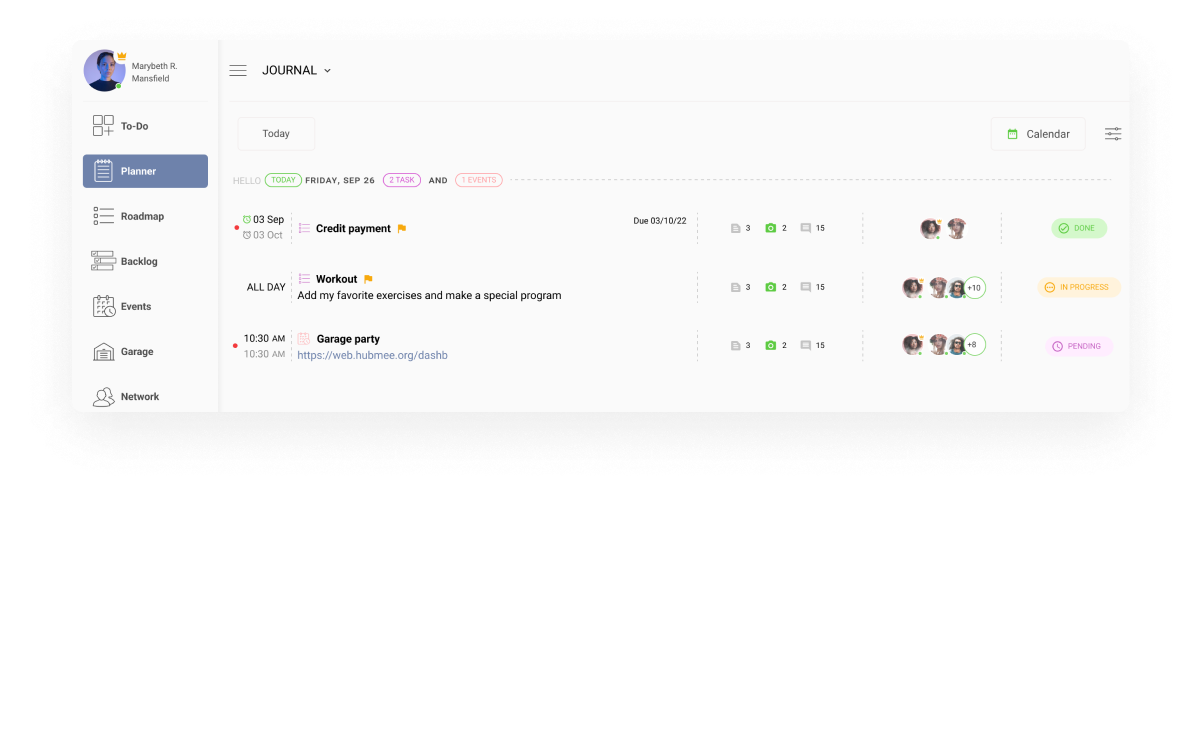 Marybeth R.
Mansfield
To-Do
Planner
Roadmap
Backlog
Events
Garage
Network
JOURNAL
Today
Calendar
HELLO TODAY FRIDAY, SEP 26 2 TASK AND 1 EVENTS
03 Sep
03 Oct
Credit payment
Due 03/10/22
3 2 15
DONE
ALL DAY
Workout
Add my favorite exercises and make a special program
3 2 15
+10
IN PROGRESS
10:30 AM
10:30 AM
Garage party
https://web.hubmee.org/dashb
3 2 15
+8
PENDING